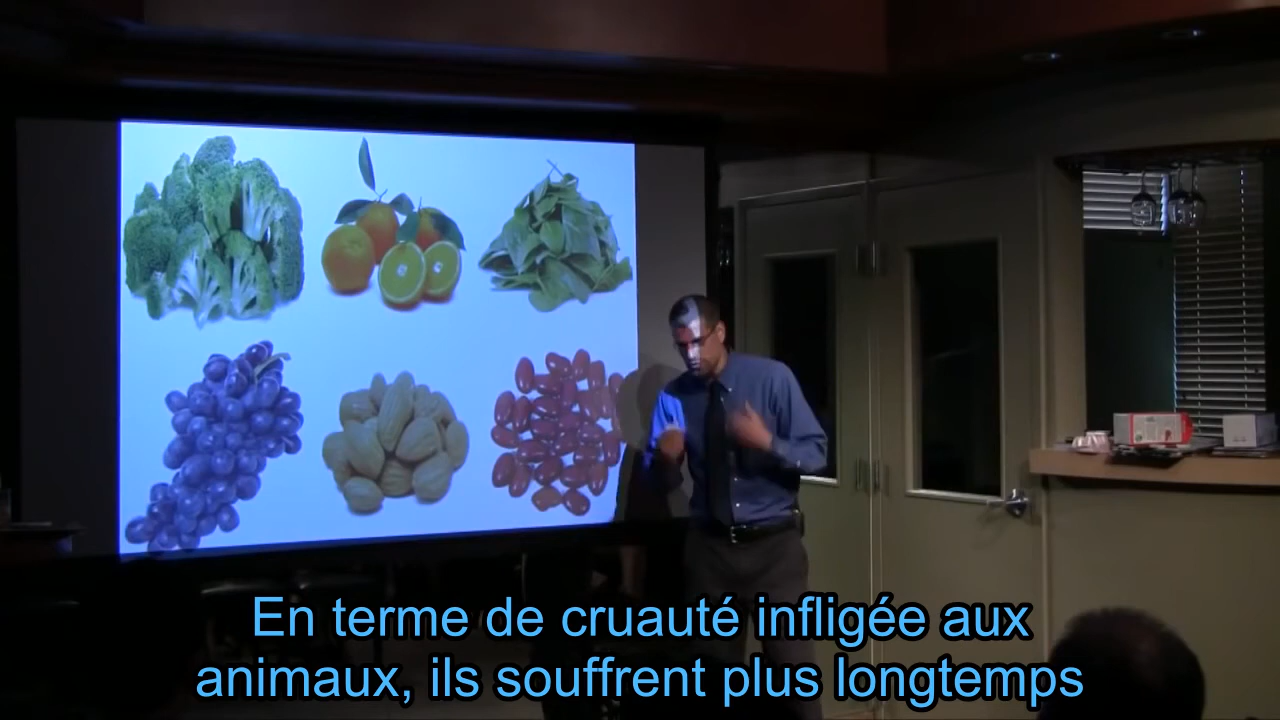 En terme de cruauté infligée aux
animaux, ils souffrent plus longtemps